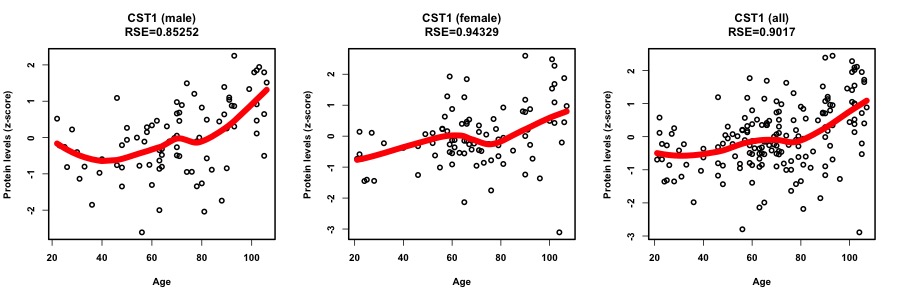 CST1 (male)
RSE=0.85252
Protein levels (z-score)
2
1
0
-1
-2
20
40
60
80
100
Age
CST1 (female)
RSE=0.94329
Protein levels (z-score)
2
1
0
-1
-2
-3
20
40
60
80
100
Age
CST1 (all)
RSE=0.9017
Protein levels (z-score)
2
1
0
-1
-2
-3
20
40
60
80
100
Age